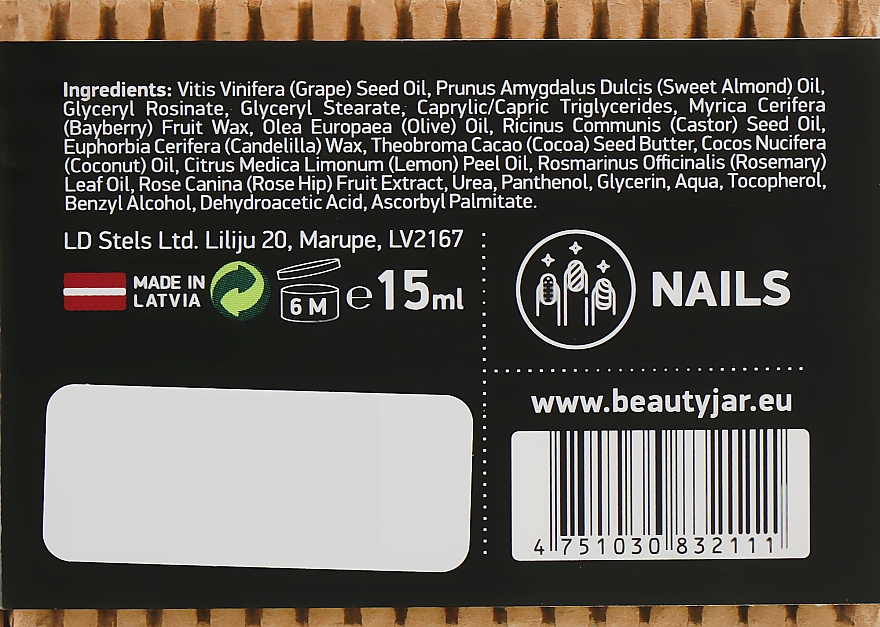 Ingredients: Vitis Vinifera (Grape) Seed Oil, Prunus Amygdalus Dulcis (Sweet Almond) Oil,
Glyceryl Rosinate, Glyceryl Stearate, Caprylic/Capric Triglycerides, Myrica Cerifera
(Bayberry) Fruit Wax, Olea Europaea (Olive) Oil, Ricinus Communis (Castor) Seed Oil,
Euphorbia Cerifera (Candelilla) Wax, Theobroma Cacao (Cocoa) Seed Butter, Cocos Nucifera
(Coconut) Oil, Citrus Medica Limonum (Lemon) Peel Oil, Rosmarinus Officinalis (Rosemary)
Leaf Oil, Rose Canina (Rose Hip) Fruit Extract, Urea, Panthenol, Glycerin, Aqua, Tocopherol,
Benzyl Alcohol, Dehydroacetic Acid, Ascorbyl Palmitate.
LD Stels Ltd. Liliju 20, Marupe, LV2167
MADE IN
LATVIA
6 M
℮15ml
NAILS
www.beautyjar.eu
4 751030 832111